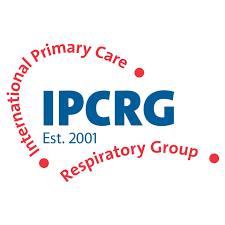 International Primary Care
IPCRG
Est. 2001
Respiratory Group